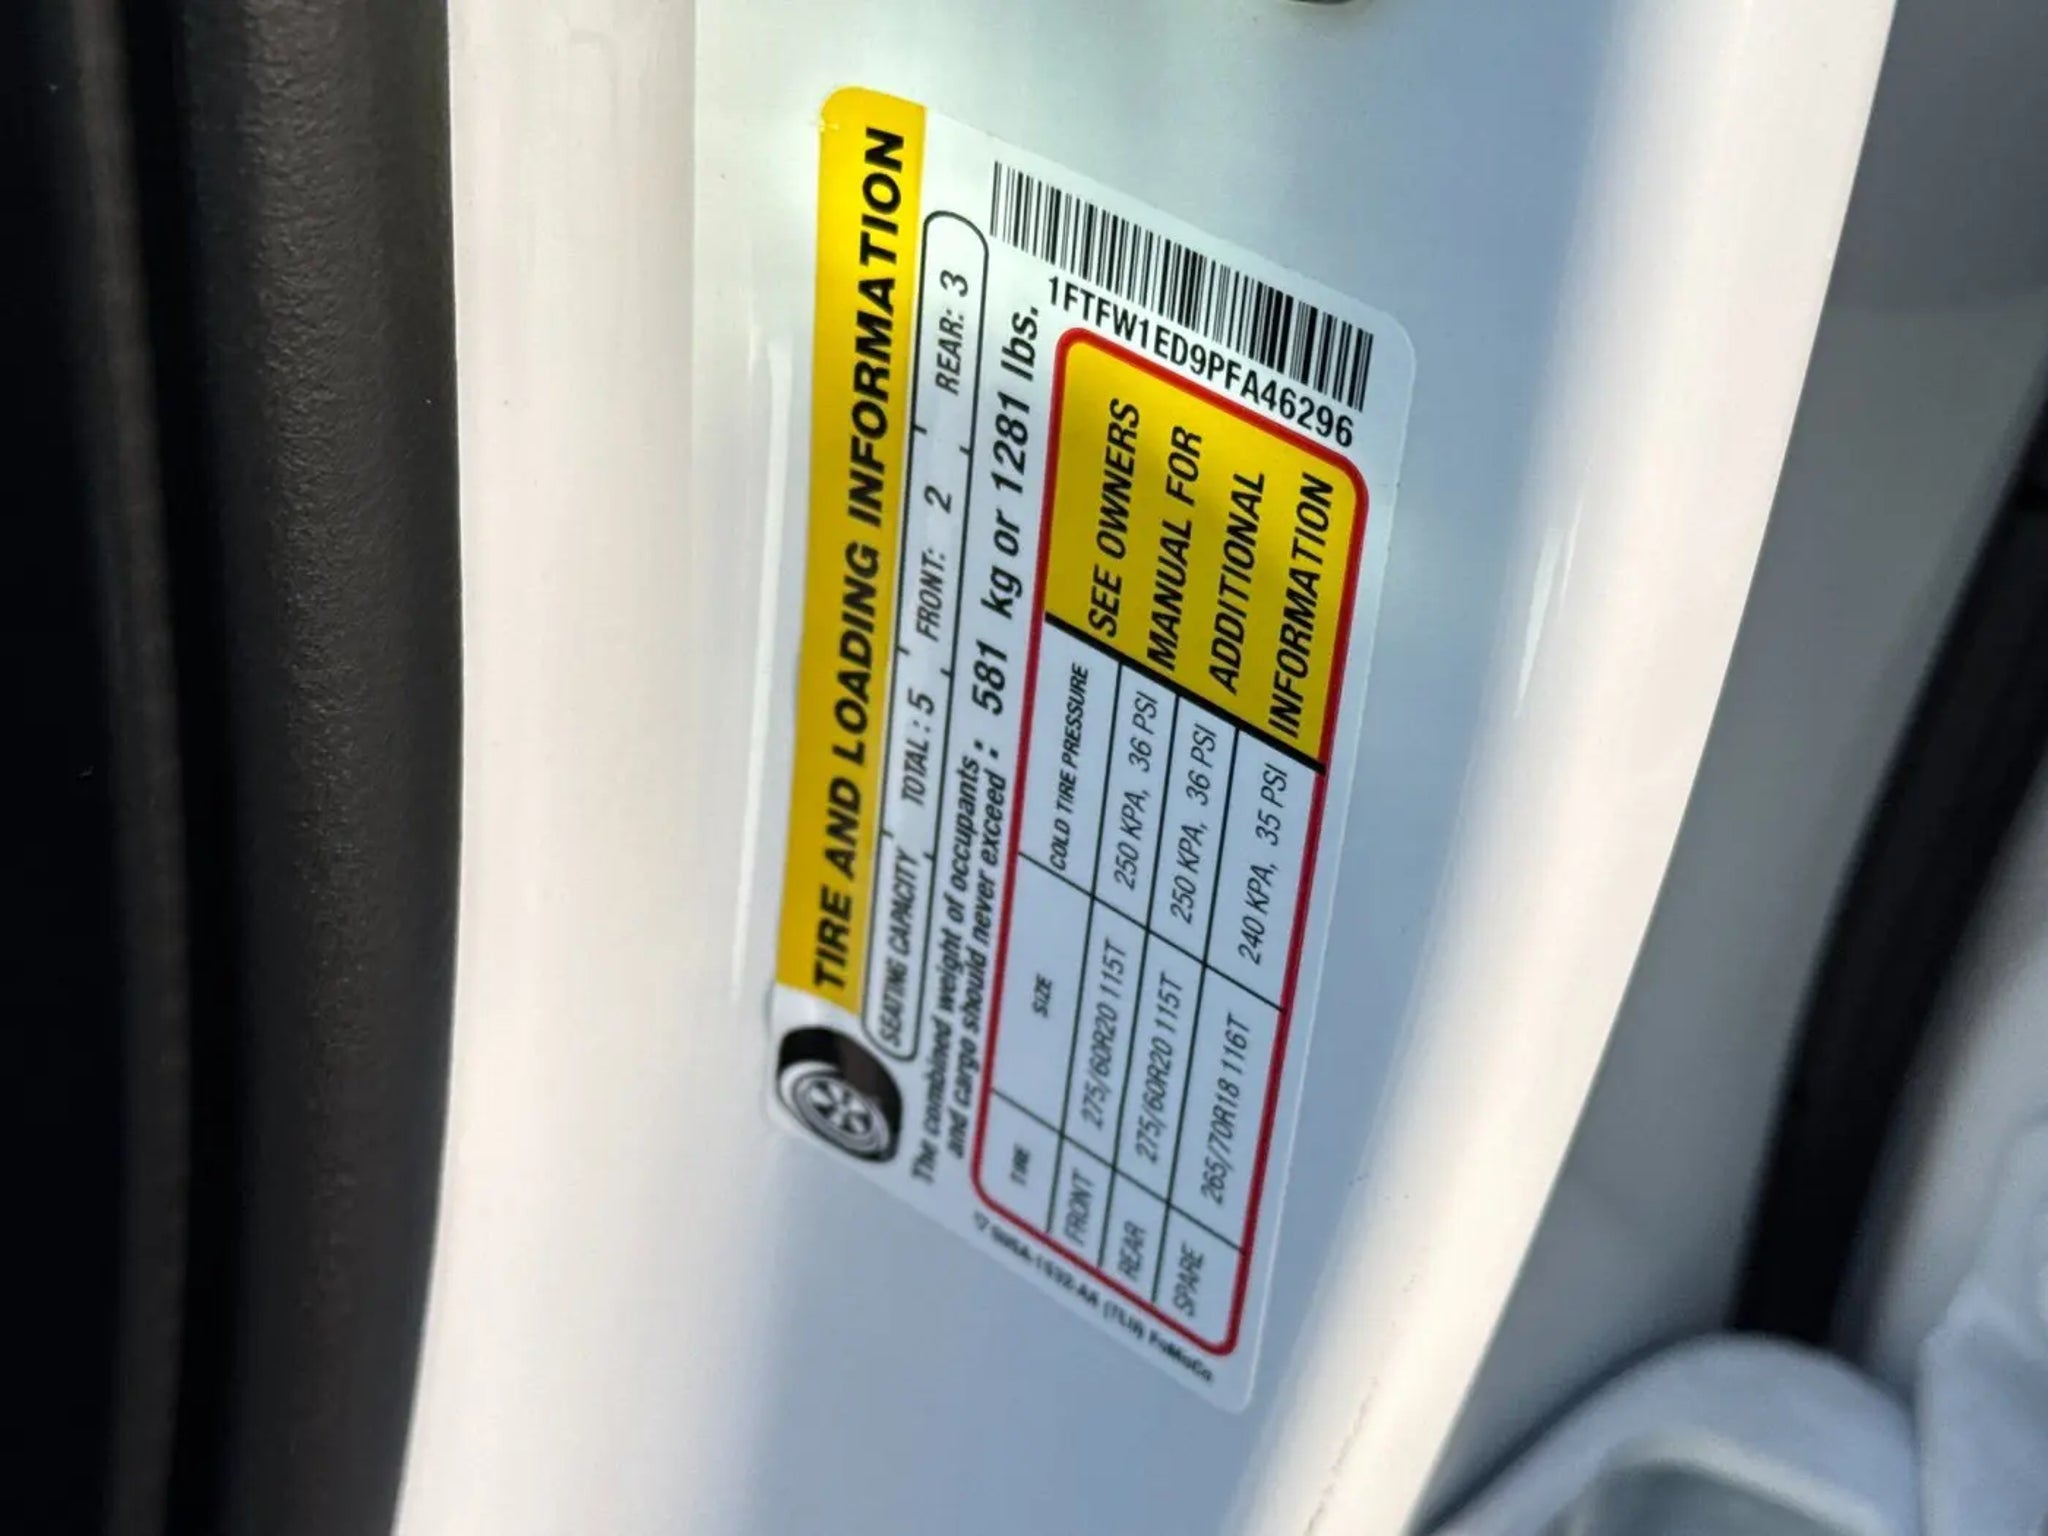 TIRE AND LOADING INFORMATION
SEATING CAPACITY TOTAL: 5 FRONT: 2 REAR: 3
The combined weight of occupants
and cargo should never exceed : 581 kg or 1281 lbs.
1FTFW1ED9PFA46296
TIRE SIZE COLD TIRE PRESSURE
FRONT 275/60R20 115T 250 KPA, 36 PSI
REAR 275/60R20 115T 250 KPA, 36 PSI
SPARE 265/70R18 116T 240 KPA, 35 PSI
SEE OWNERS
MANUAL FOR
ADDITIONAL
INFORMATION
FoMoCo